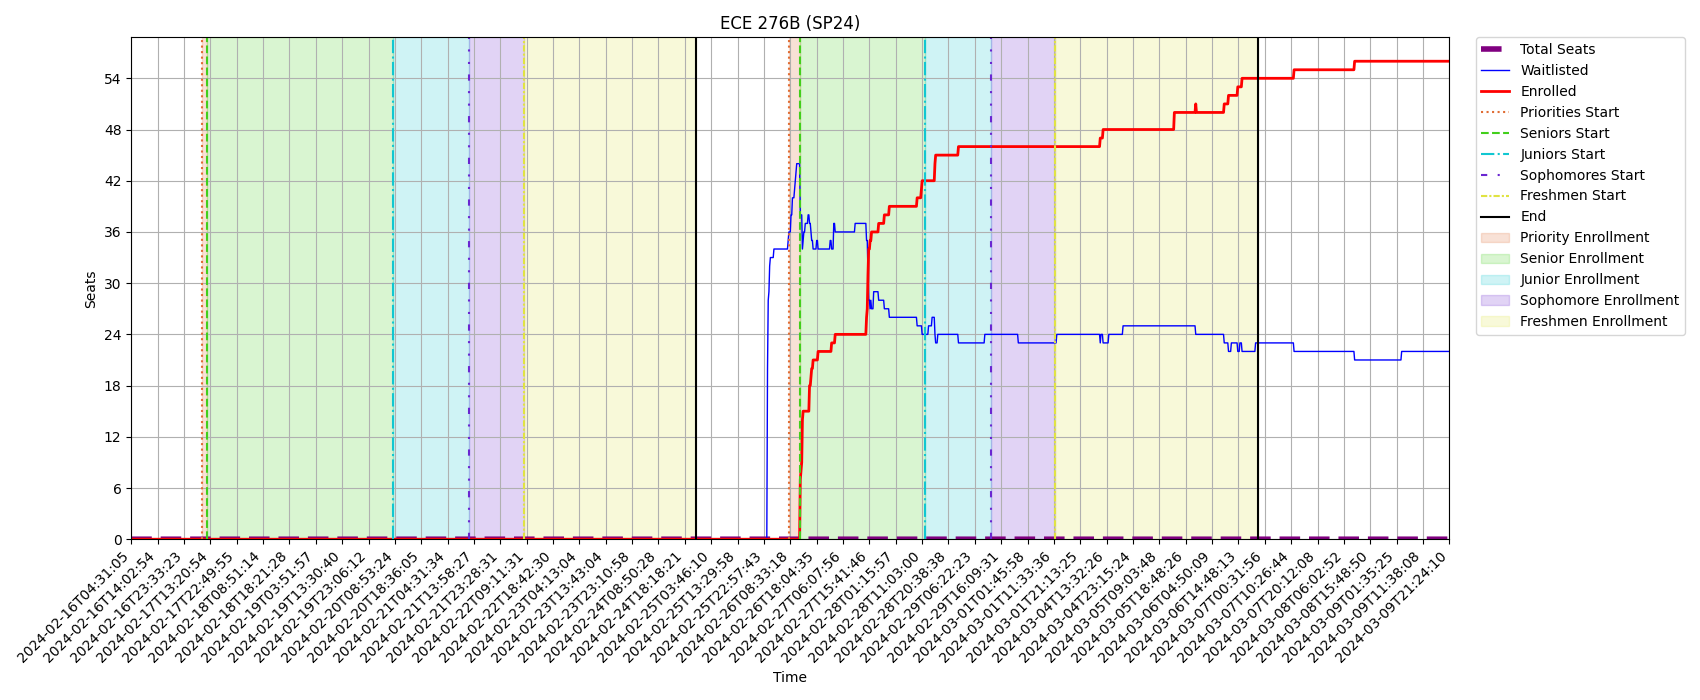 ECE 276B (SP24)
Seats
54
48
42
36
30
24
18
12
6
0
2024-02-16T04:31:05
2024-02-16T14:02:54
2024-02-16T23:33:23
2024-02-17T13:20:54
2024-02-17T22:49:55
2024-02-18T08:51:14
2024-02-18T18:21:28
2024-02-19T03:51:57
2024-02-19T13:30:40
2024-02-19T23:06:12
2024-02-20T08:53:24
2024-02-20T18:36:05
2024-02-21T04:31:34
2024-02-21T13:58:27
2024-02-21T23:28:31
2024-02-22T09:11:31
2024-02-22T18:42:30
2024-02-23T04:13:04
2024-02-23T13:43:04
2024-02-23T23:10:58
2024-02-24T08:50:28
2024-02-24T18:18:21
2024-02-25T03:46:10
2024-02-25T13:29:58
2024-02-25T22:57:43
2024-02-26T08:33:18
2024-02-26T18:04:35
2024-02-27T06:07:56
2024-02-27T15:41:46
2024-02-28T01:15:57
2024-02-28T11:03:00
2024-02-28T20:38:38
2024-02-29T06:22:23
2024-02-29T16:09:31
2024-03-01T01:45:58
2024-03-01T11:33:36
2024-03-01T21:13:25
2024-03-04T13:32:26
2024-03-04T23:15:24
2024-03-05T09:03:48
2024-03-05T18:48:26
2024-03-06T04:50:09
2024-03-06T14:48:13
2024-03-07T00:31:56
2024-03-07T10:26:44
2024-03-07T20:12:08
2024-03-08T06:02:52
2024-03-08T15:48:50
2024-03-09T01:35:25
2024-03-09T11:38:08
2024-03-09T21:24:10
Time
Total Seats
Waitlisted
Enrolled
Priorities Start
Seniors Start
Juniors Start
Sophomores Start
Freshmen Start
End
Priority Enrollment
Senior Enrollment
Junior Enrollment
Sophomore Enrollment
Freshmen Enrollment